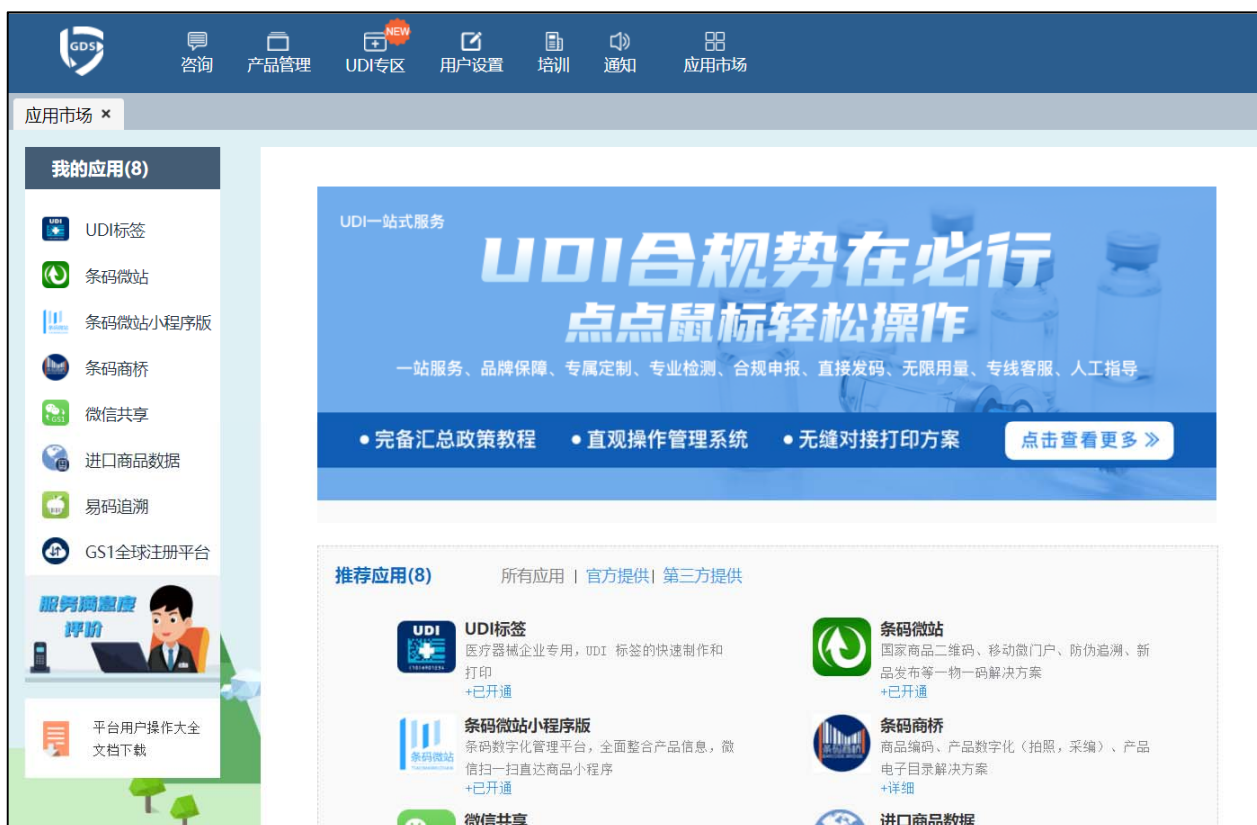 GDS
NEW
咨询 产品管理 UDI专区 用户设置 培训 通知 应用市场
应用市场 ×
我的应用(8)
UDI标签
条码微站
条码微站小程序版
条码商桥
微信共享
进口商品数据
易码追溯
GS1全球注册平台
服务满意度
评价
平台用户操作大全
文档下载
UDI一站式服务
UDI合规势在必行
点点鼠标轻松操作
一站服务、品牌保障、专属定制、专业检测、合规申报、直接发码、无限用量、专线客服、人工指导
•完备汇总政策教程 •直观操作管理系统 •无缝对接打印方案 点击查看更多 »
推荐应用(8) 所有应用 | 官方提供| 第三方提供
UDI
UDI标签
医疗器械企业专用，UDI 标签的快速制作和
打印
+已开通
条码微站
国家商品二维码、移动微门户、防伪追溯、新
品发布等一物一码解决方案
+已开通
条码微站
条码微站小程序版
条码数字化管理平台，全面整合产品信息，微
信扫一扫直达商品小程序
+已开通
条码商桥
条码商桥
商品编码、产品数字化（拍照，采编）、产品
电子目录解决方案
+详细
微信共享
进口商品数据